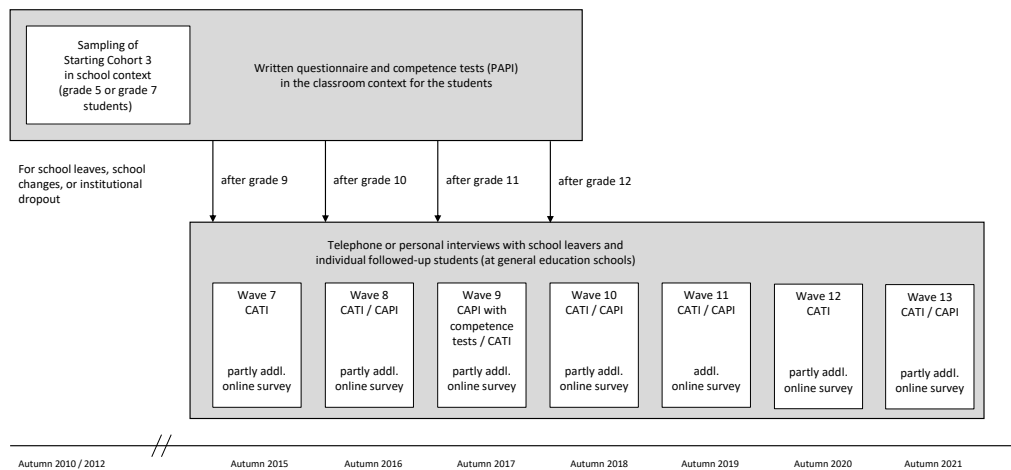 Sampling of
Starting Cohort 3
in school context
(grade 5 or grade 7
students)
Written questionnaire and competence tests (PAPI)
in the classroom context for the students
For school leaves, school
changes, or institutional
dropout
after grade 9
after grade 10
after grade 11
after grade 12
Telephone or personal interviews with school leavers and
individual followed-up students (at general education schools)
Wave 7
CATI
partly addl.
online survey
Wave 8
CATI / CAPI
partly addl.
online survey
Wave 9
CAPI with
competence
tests / CATI
partly addl.
online survey
Wave 10
CATI / CAPI
partly addl.
online survey
Wave 11
CATI / CAPI
addl.
online survey
Wave 12
CATI
partly addl.
online survey
Wave 13
CATI / CAPI
partly addl.
online survey
Autumn 2010 / 2012
Autumn 2015
Autumn 2016
Autumn 2017
Autumn 2018
Autumn 2019
Autumn 2020
Autumn 2021